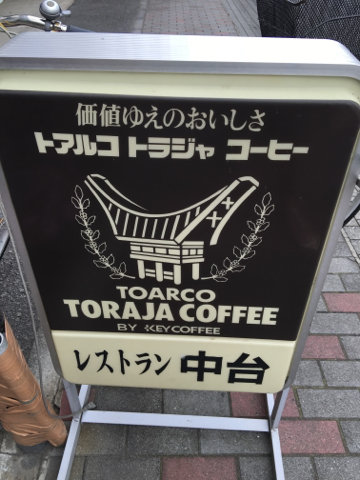 価値ゆえのおいしさ
トアルコ トラジャ コーヒー
TOARCO
TORAJA COFFEE
BY KEYCOFFEE
レストラン 中台